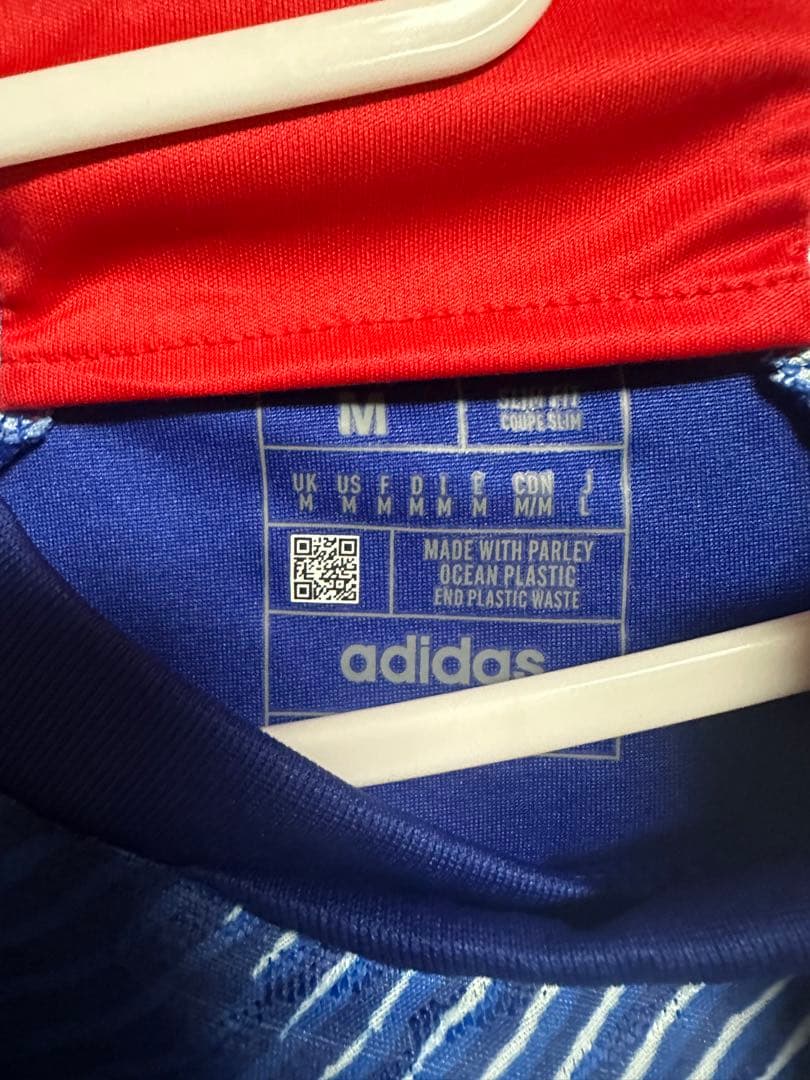 M
SLIM FIT
COUPE SLIM
UK US F D I E CDN J
M M M M M M M/M L
MADE WITH PARLEY
OCEAN PLASTIC
END PLASTIC WASTE
adidas